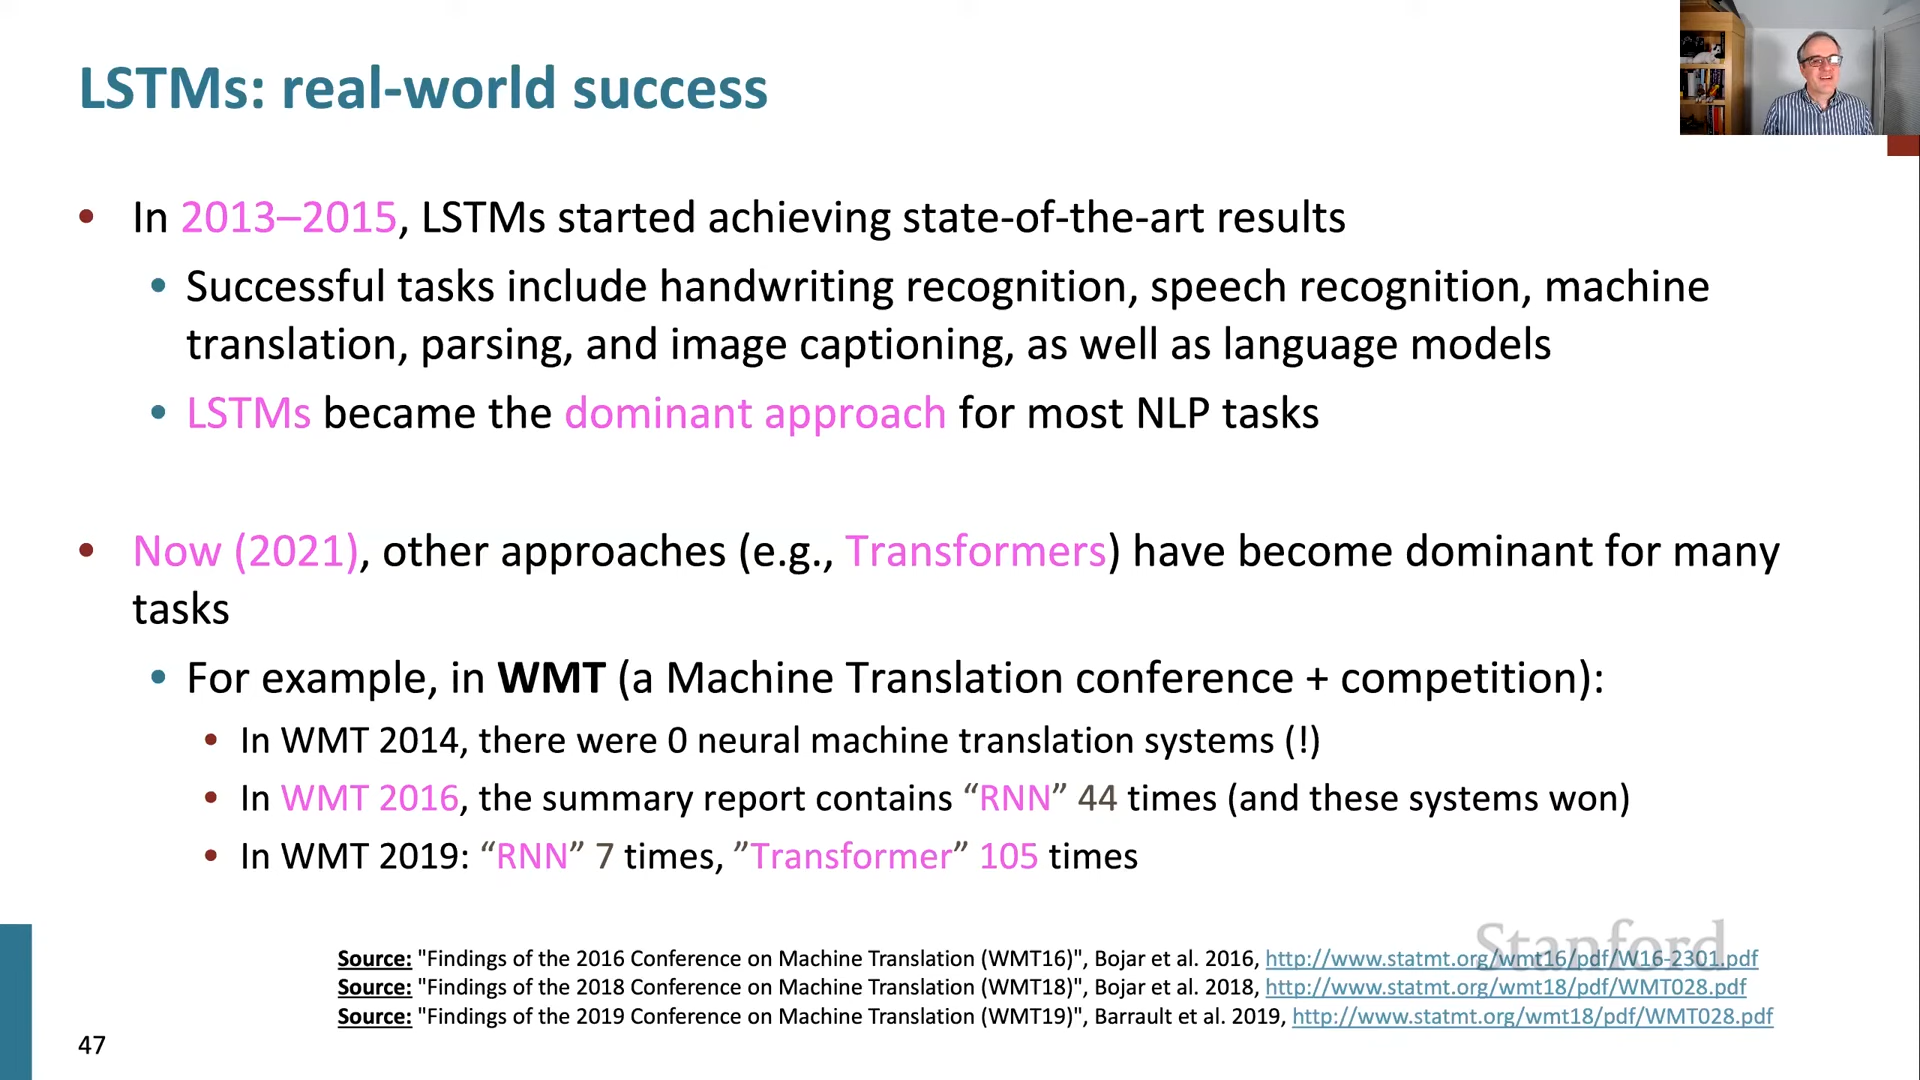 LSTMs: real-world success
• In 2013–2015, LSTMs started achieving state-of-the-art results
• Successful tasks include handwriting recognition, speech recognition, machine
translation, parsing, and image captioning, as well as language models
• LSTMs became the dominant approach for most NLP tasks
• Now (2021), other approaches (e.g., Transformers) have become dominant for many
tasks
• For example, in WMT (a Machine Translation conference + competition):
• In WMT 2014, there were 0 neural machine translation systems (!)
• In WMT 2016, the summary report contains “RNN” 44 times (and these systems won)
• In WMT 2019: “RNN” 7 times, ”Transformer” 105 times
Stanford
Source: "Findings of the 2016 Conference on Machine Translation (WMT16)", Bojar et al. 2016, http://www.statmt.org/wmt16/pdf/W16-2301.pdf
Source: "Findings of the 2018 Conference on Machine Translation (WMT18)", Bojar et al. 2018, http://www.statmt.org/wmt18/pdf/WMT028.pdf
Source: "Findings of the 2019 Conference on Machine Translation (WMT19)", Barrault et al. 2019, http://www.statmt.org/wmt18/pdf/WMT028.pdf
47